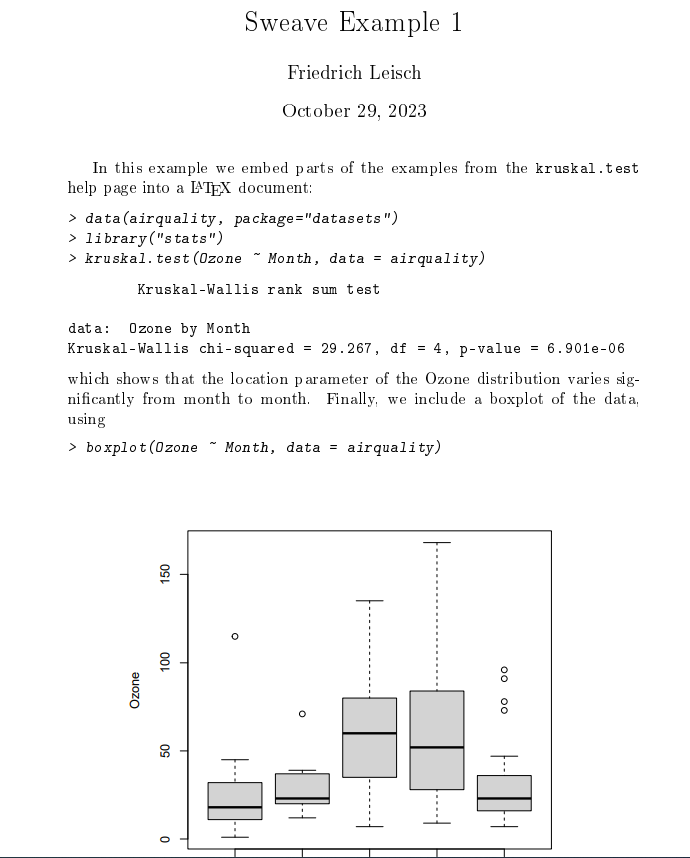 Sweave Example 1
Friedrich Leisch
October 29, 2023
In this example we embed parts of the examples from the kruskal.test
help page into a LATEX document:
> data(airquality, package="datasets")
> library("stats")
> kruskal.test(Ozone ~ Month, data = airquality)
Kruskal-Wallis rank sum test
data:  Ozone by Month
Kruskal-Wallis chi-squared = 29.267, df = 4, p-value = 6.901e-06
which shows that the location parameter of the Ozone distribution varies sig-
nificantly from month to month. Finally, we include a boxplot of the data,
using
> boxplot(Ozone ~ Month, data = airquality)
150
100
Ozone
50
0